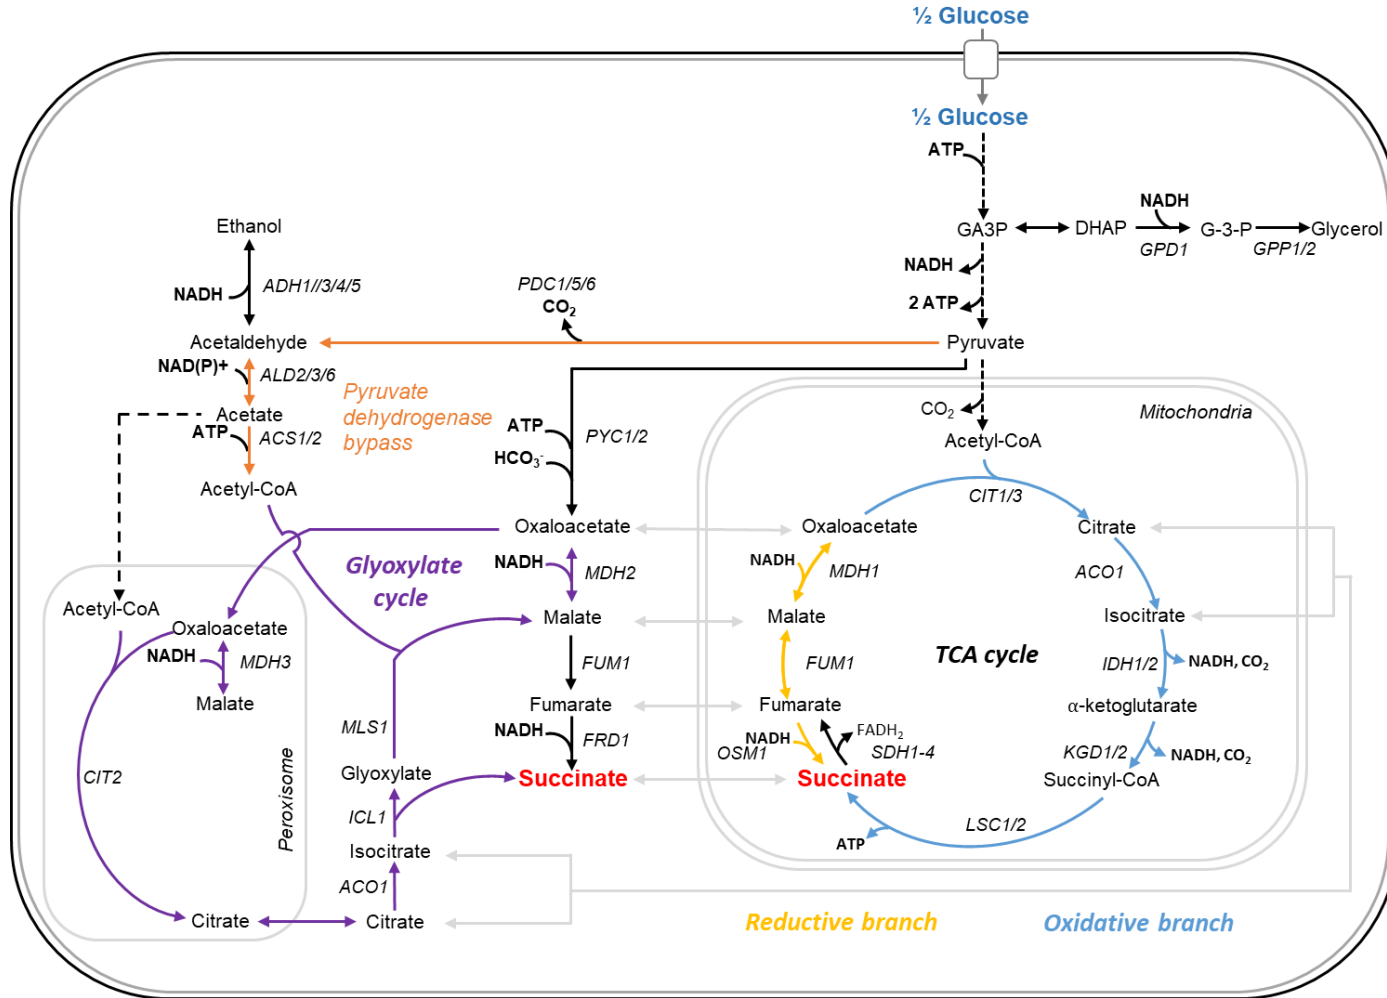 ½ Glucose
½ Glucose
ATP
GA3P
DHAP
NADH
GPD1
G-3-P
GPP1/2
Glycerol
NADH
2 ATP
Pyruvate
Ethanol
NADH
ADH1//3/4/5
PDC1/5/6
CO₂
Acetaldehyde
NAD(P)+
ALD2/3/6
Acetate
ATP
ACS1/2
Acetyl-CoA
Pyruvate
dehydrogenase
bypass
ATP
PYC1/2
HCO₃⁻
Oxaloacetate
NADH
MDH2
Malate
FUM1
Fumarate
NADH
FRD1
Succinate
Glyoxylate
cycle
Acetyl-CoA
Oxaloacetate
NADH
MDH3
Malate
CIT2
Peroxisome
Citrate
Citrate
ACO1
Isocitrate
ICL1
Glyoxylate
MLS1
Mitochondria
CO₂
Acetyl-CoA
CIT1/3
Oxaloacetate
Citrate
NADH
MDH1
ACO1
Malate
Isocitrate
FUM1
TCA cycle
IDH1/2
NADH, CO₂
Fumarate
α-ketoglutarate
NADH
OSM1
FADH₂
SDH1-4
KGD1/2
NADH, CO₂
Succinate
Succinyl-CoA
LSC1/2
ATP
Reductive branch
Oxidative branch